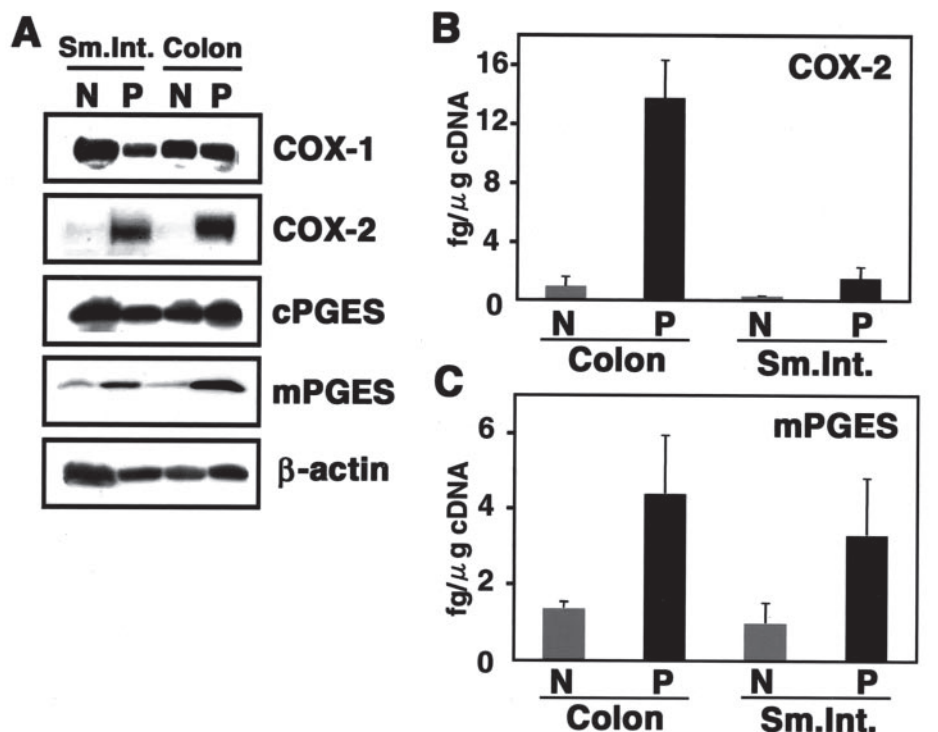 A
Sm.Int. Colon
N P N P
COX-1
COX-2
cPGES
mPGES
β-actin
B
COX-2
fg/μg cDNA
16
12
8
4
0
N P N P
Colon Sm.Int.
C
mPGES
fg/μg cDNA
6
4
2
0
N P N P
Colon Sm.Int.